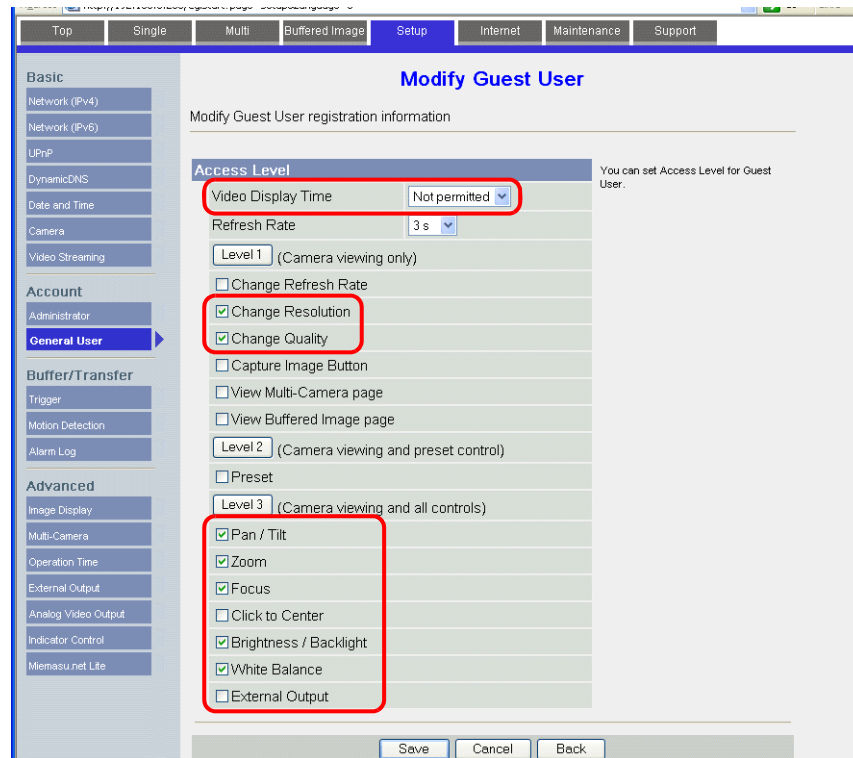 Top Single Multi Buffered Image Setup Internet Maintenance Support
Basic
Network (IPv4)
Network (IPv6)
UPnP
DynamicDNS
Date and Time
Camera
Video Streaming
Account
Administrator
General User
Buffer/Transfer
Trigger
Motion Detection
Alarm Log
Advanced
Image Display
Multi-Camera
Operation Time
External Output
Analog Video Output
Indicator Control
Miemasu.net Lite
Modify Guest User
Modify Guest User registration information
Access Level
Video Display Time Not permitted
Refresh Rate 3 s
Level 1 (Camera viewing only)
Change Refresh Rate
Change Resolution
Change Quality
Capture Image Button
View Multi-Camera page
View Buffered Image page
Level 2 (Camera viewing and preset control)
Preset
Level 3 (Camera viewing and all controls)
Pan / Tilt
Zoom
Focus
Click to Center
Brightness / Backlight
White Balance
External Output
You can set Access Level for Guest
User.
Save Cancel Back